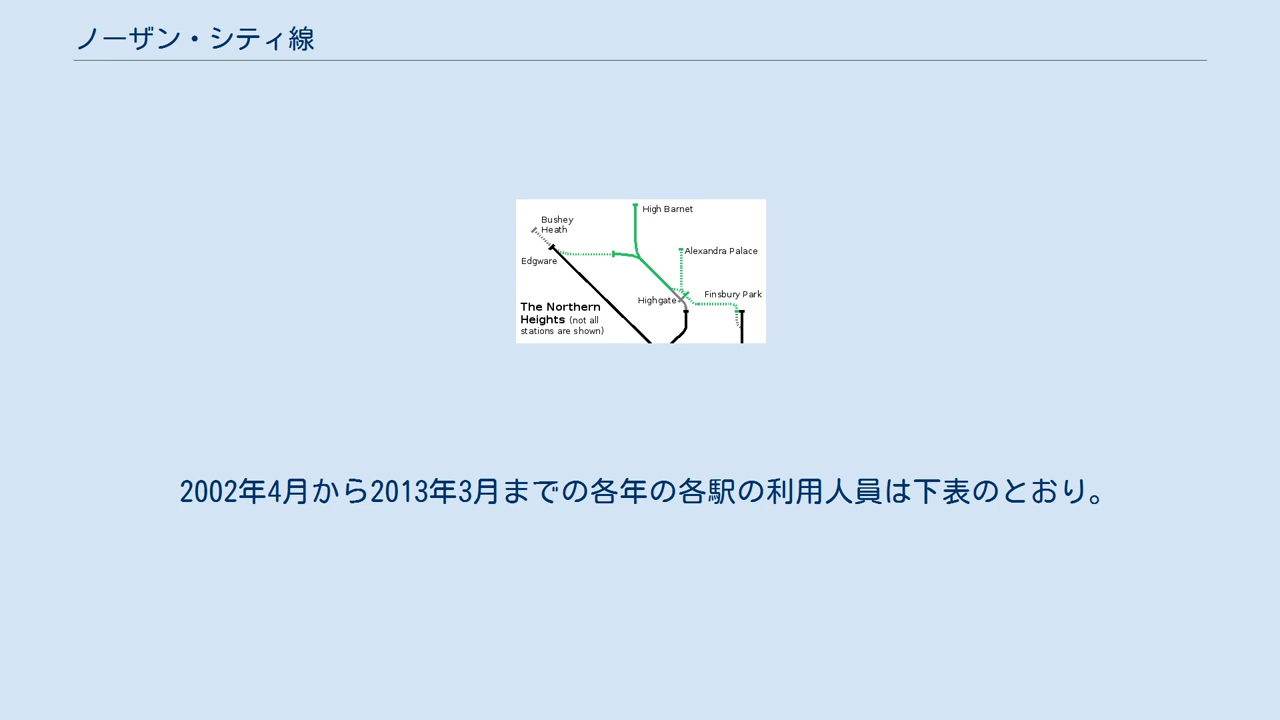 ノーザン・シティ線
High Barnet
Bushey
Heath
Alexandra Palace
Edgware
Finsbury Park
Highgate
The Northern
Heights (not all
stations are shown)
2002年4月から2013年3月までの各年の各駅の利用人員は下表のとおり。